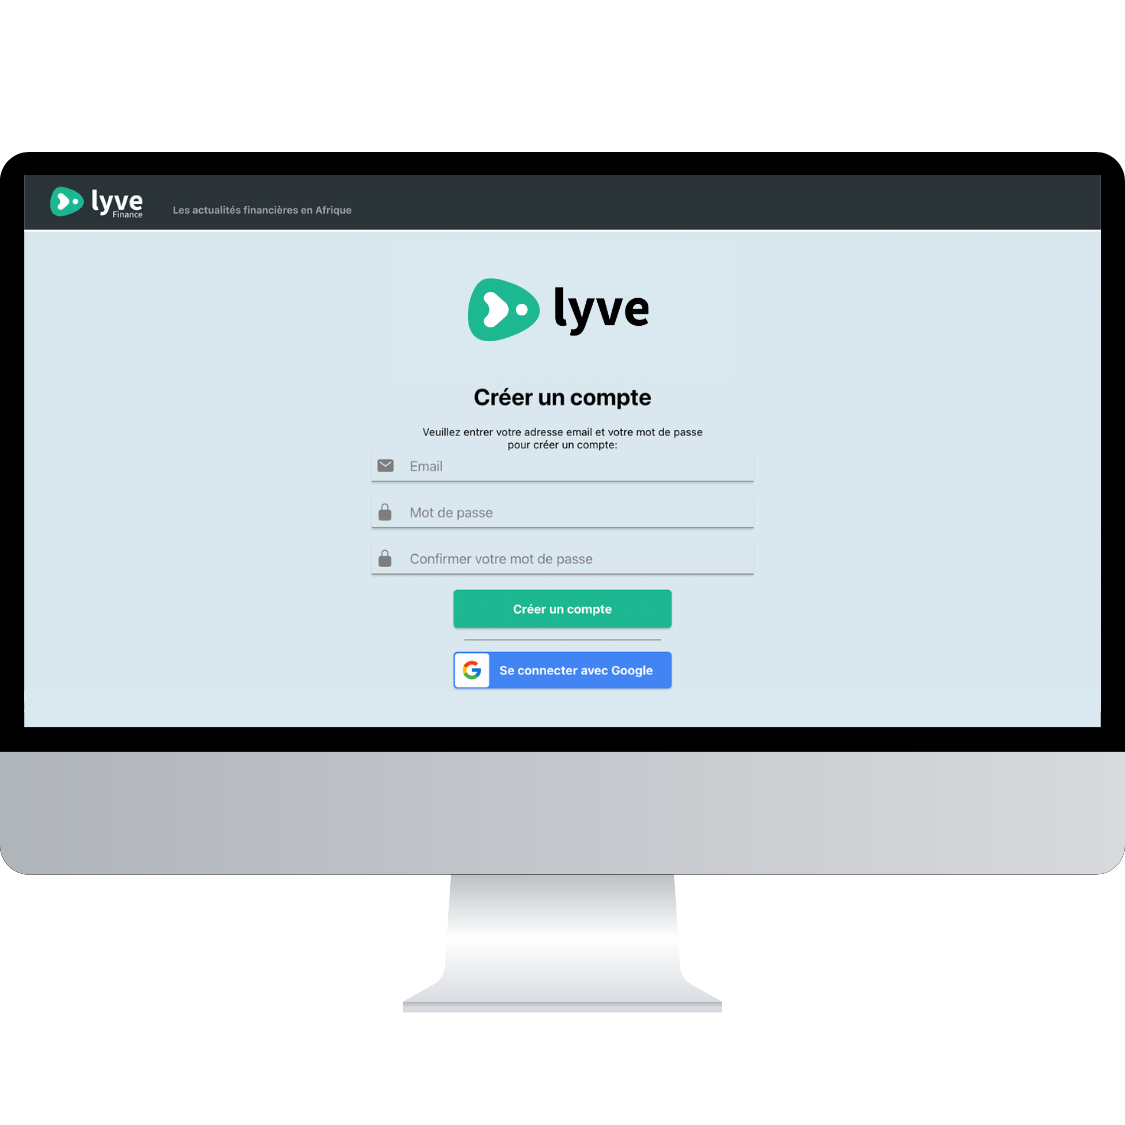 lyve
Finance
Les actualités financières en Afrique
lyve
Créer un compte
Veuillez entrer votre adresse email et votre mot de passe
pour créer un compte:
Email
Mot de passe
Confirmer votre mot de passe
Créer un compte
G Se connecter avec Google